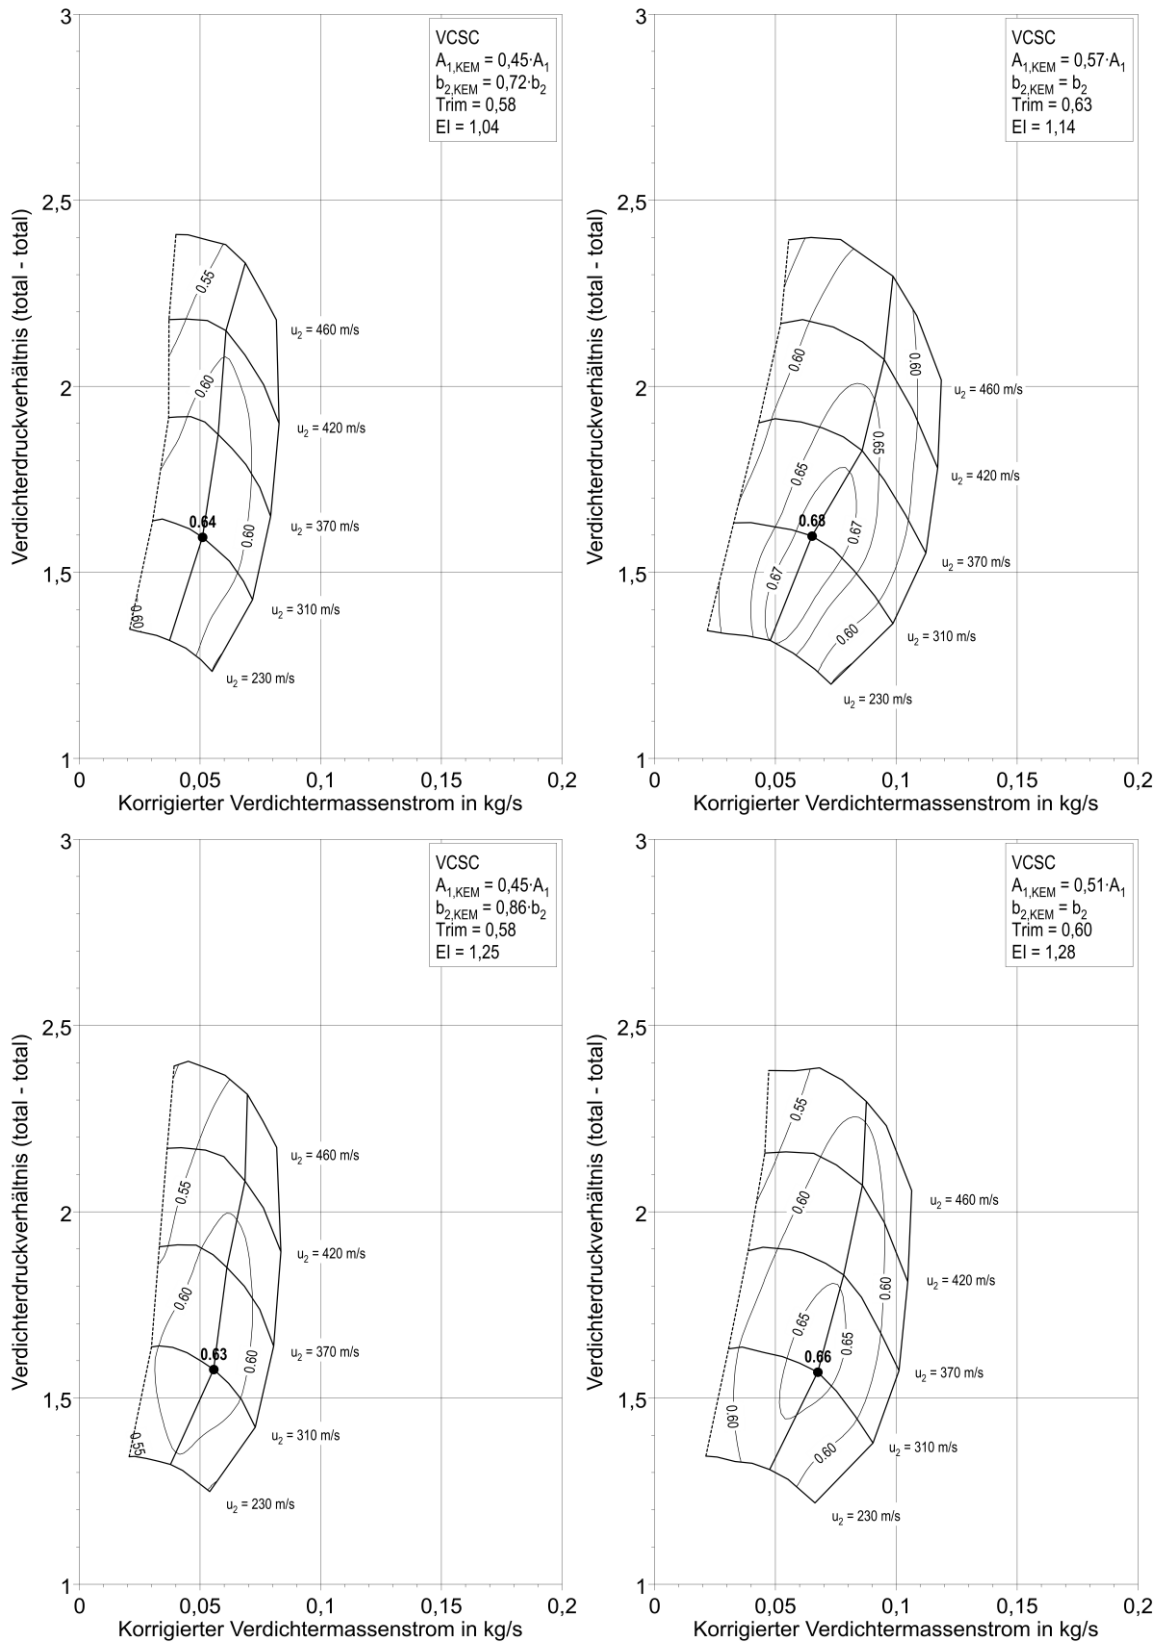 3
2,5
2
1,5
1
0
0,05
0,1
0,15
0,2
Verdichterdruckverhältnis (total - total)
Korrigierter Verdichtermassenstrom in kg/s
VCSC
A1,KEM = 0,45·A1
b2,KEM = 0,72·b2
Trim = 0,58
EI = 1,04
0.55
u2 = 460 m/s
0.60
u2 = 420 m/s
0.64
u2 = 370 m/s
0.60
u2 = 310 m/s
0.60
u2 = 230 m/s
3
2,5
2
1,5
1
0
0,05
0,1
0,15
0,2
Verdichterdruckverhältnis (total - total)
Korrigierter Verdichtermassenstrom in kg/s
VCSC
A1,KEM = 0,57·A1
b2,KEM = b2
Trim = 0,63
EI = 1,14
0.60
0.60
u2 = 460 m/s
0.65
0.65
u2 = 420 m/s
0.68
0.67
u2 = 370 m/s
0.67
0.60
u2 = 310 m/s
u2 = 230 m/s
3
2,5
2
1,5
1
0
0,05
0,1
0,15
0,2
Verdichterdruckverhältnis (total - total)
Korrigierter Verdichtermassenstrom in kg/s
VCSC
A1,KEM = 0,45·A1
b2,KEM = 0,86·b2
Trim = 0,58
EI = 1,25
u2 = 460 m/s
0.55
u2 = 420 m/s
0.60
0.63
0.60
u2 = 370 m/s
0.55
u2 = 310 m/s
u2 = 230 m/s
3
2,5
2
1,5
1
0
0,05
0,1
0,15
0,2
Verdichterdruckverhältnis (total - total)
Korrigierter Verdichtermassenstrom in kg/s
VCSC
A1,KEM = 0,51·A1
b2,KEM = b2
Trim = 0,60
EI = 1,28
0.55
0.60
u2 = 460 m/s
0.60
u2 = 420 m/s
0.65
0.65
0.66
u2 = 370 m/s
0.60
0.60
u2 = 310 m/s
u2 = 230 m/s